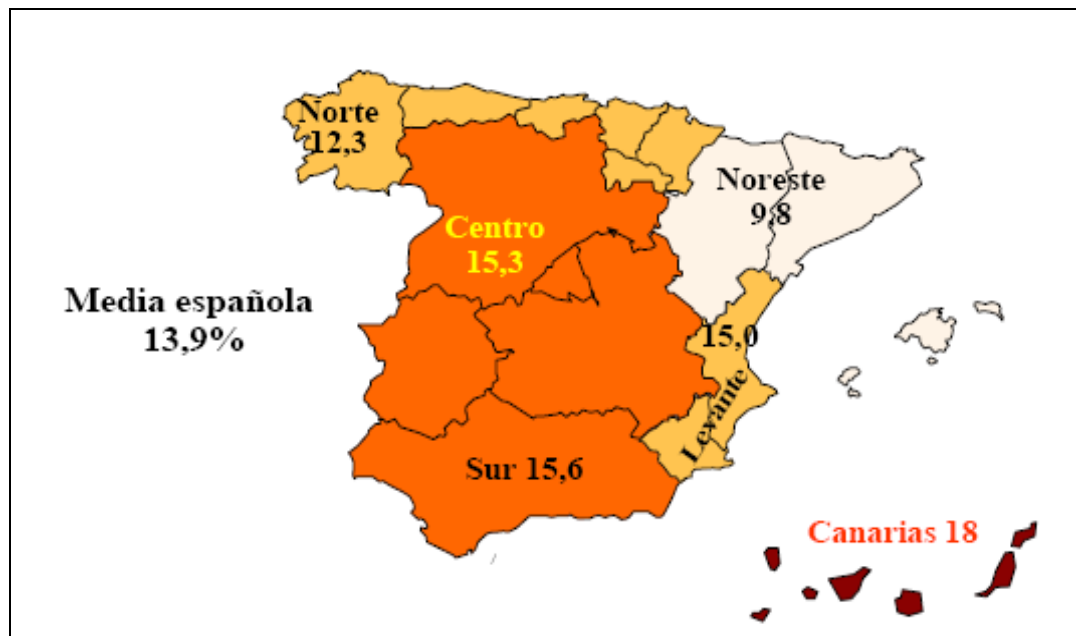 Norte
12,3
Noreste
9,8
Centro
15,3
Media española
13,9%
15,0
Levante
Sur 15,6
Canarias 18